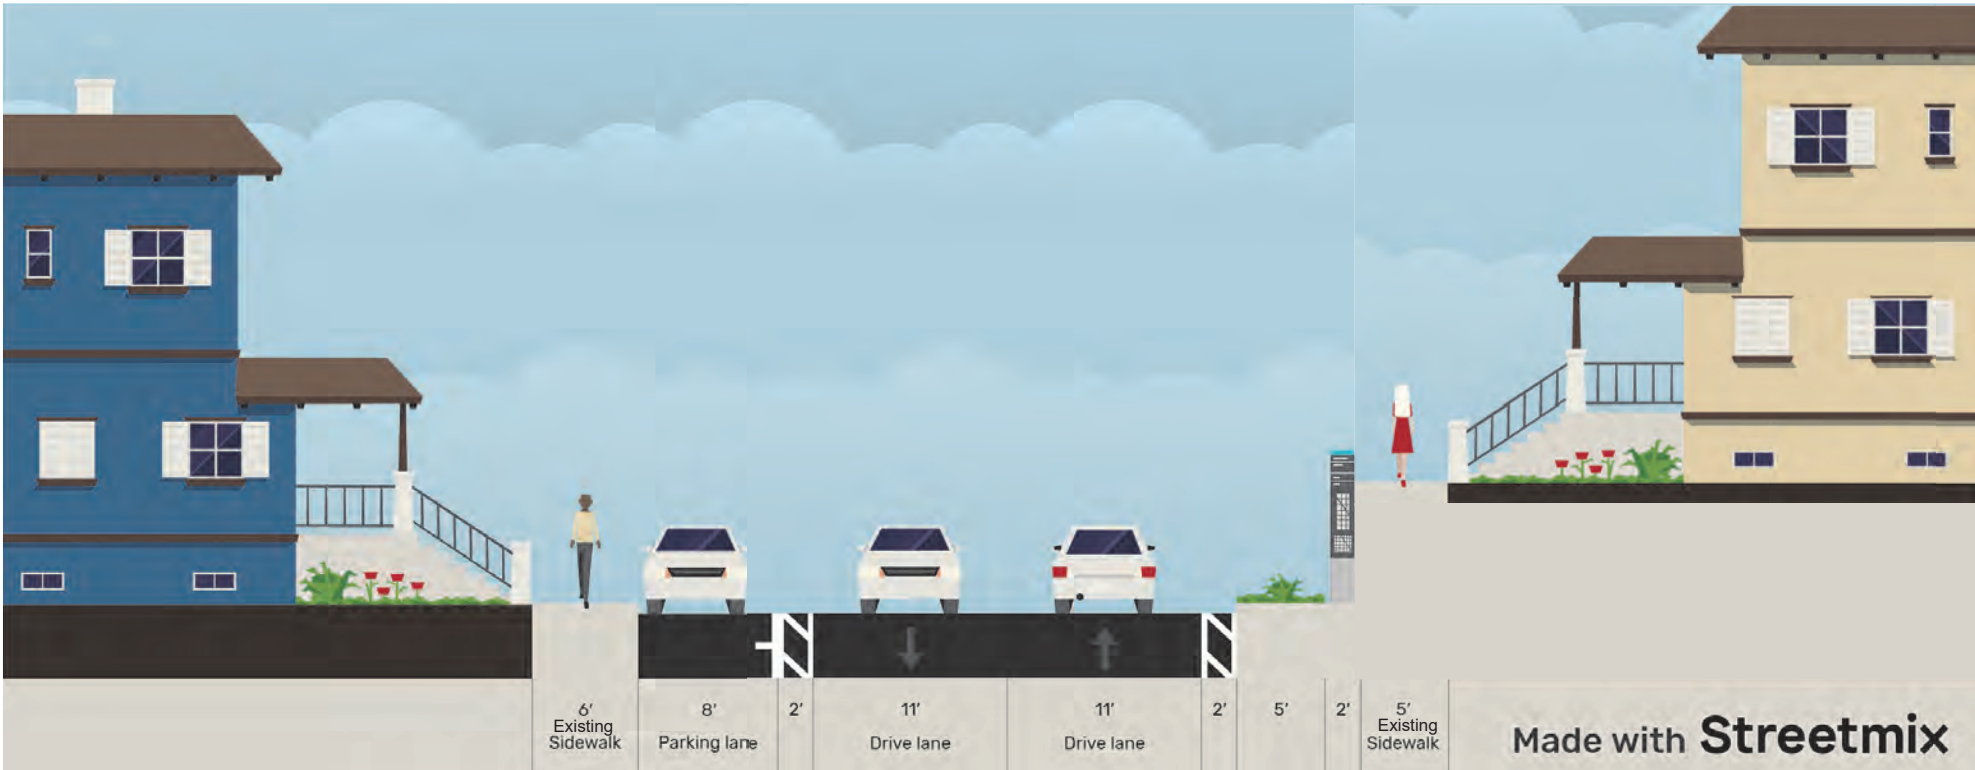 6' 8' 2' 11' 11' 2' 5' 2' 5'
Existing Existing
Sidewalk Parking lane Drive lane Drive lane Sidewalk
Made with Streetmix